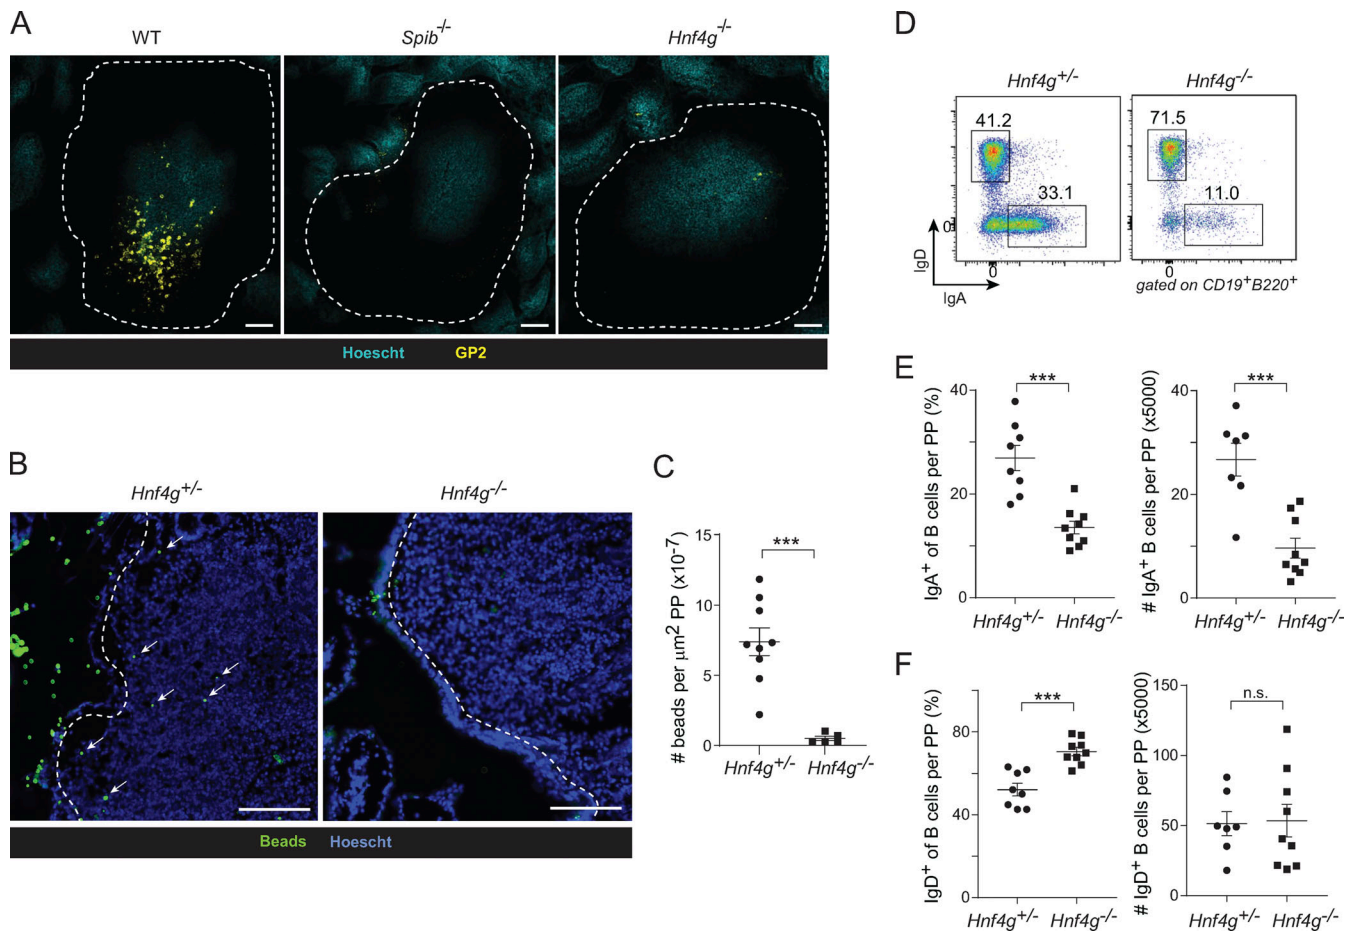 A
WT
Spib-/-
Hnf4g-/-
Hoescht GP2
B
Hnf4g+/-
Hnf4g-/-
Beads Hoescht
C
# beads per µm2 PP (x10-7)
15
10
5
0
***
Hnf4g+/-
Hnf4g-/-
D
Hnf4g+/-
Hnf4g-/-
41.2
33.1
71.5
11.0
0
IgD
0
IgA
0
gated on CD19+B220+
E
IgA+ of B cells per PP (%)
40
20
0
***
Hnf4g+/-
Hnf4g-/-
# IgA+ B cells per PP (x5000)
40
20
0
***
Hnf4g+/-
Hnf4g-/-
F
IgD+ of B cells per PP (%)
80
40
0
***
Hnf4g+/-
Hnf4g-/-
# IgD+ B cells per PP (x5000)
150
100
50
0
n.s.
Hnf4g+/-
Hnf4g-/-